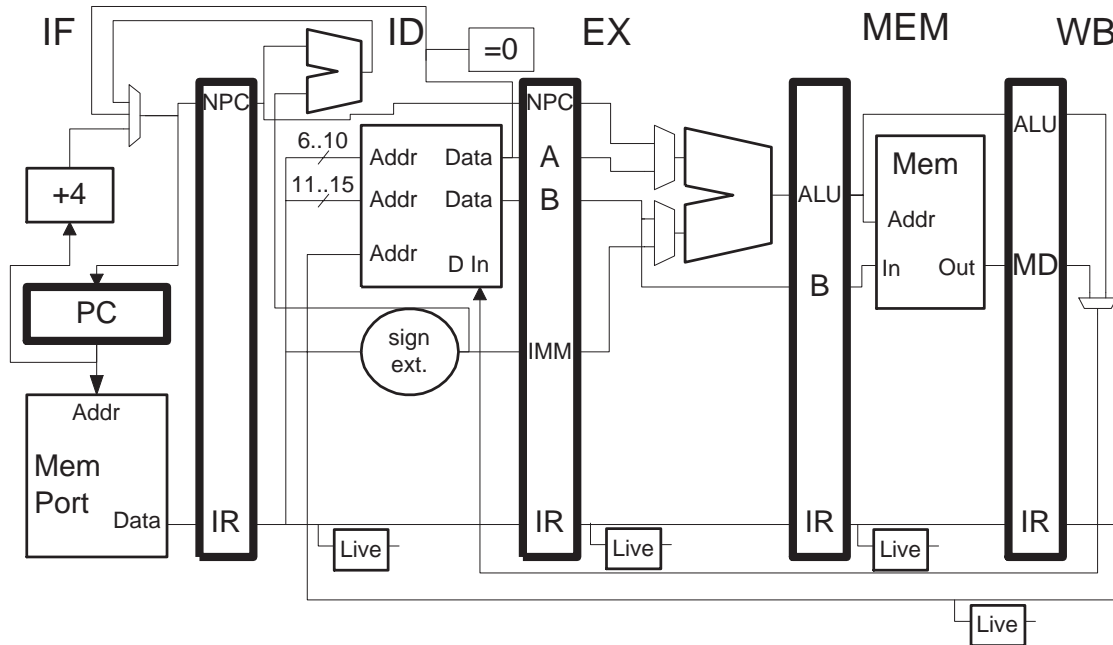 IF
ID
EX
MEM
WB
=0
NPC
NPC
6..10
Addr
Data
A
ALU
Mem
11..15
Addr
Data
B
+4
ALU
Addr
Addr
D In
In
Out
MD
B
PC
sign
ext.
IMM
Addr
Mem
Port
Data
IR
IR
IR
IR
Live
Live
Live
Live